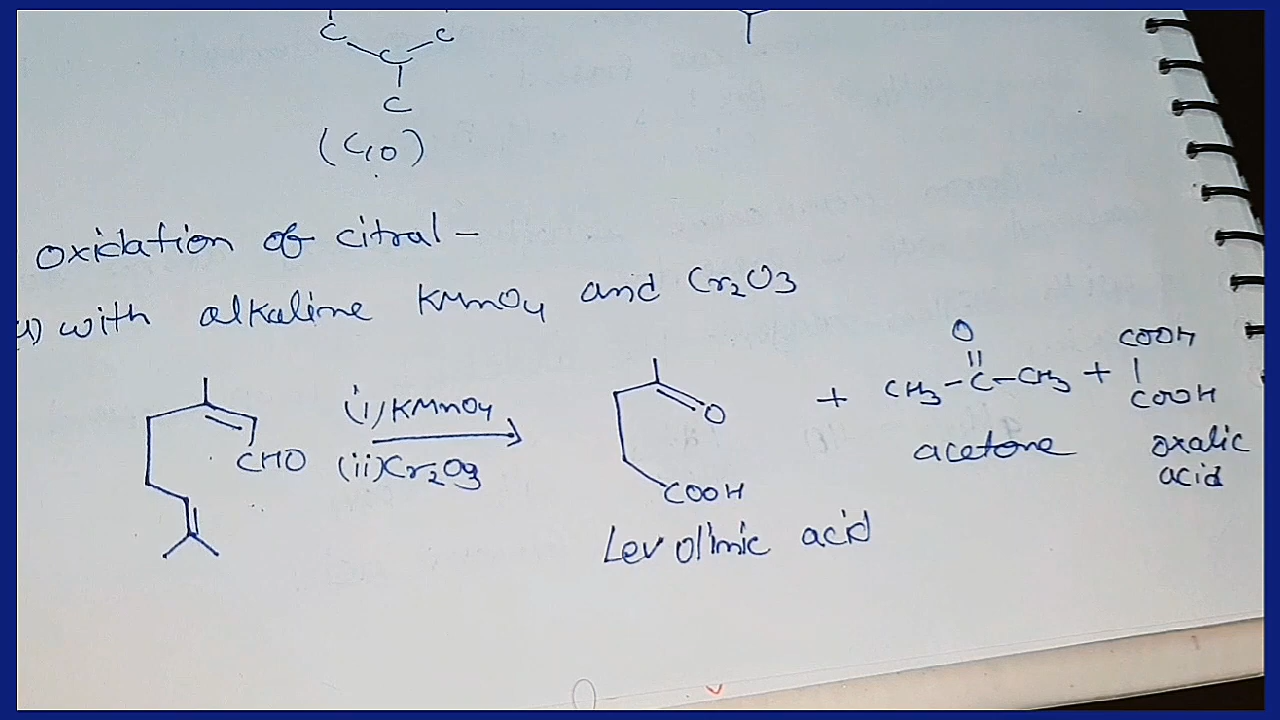 C C
C
C
(C10)
oxidation of citral -
1) with alkaline KMnO4 and Cr2O3
(i) KMnO4
(ii) Cr2O3
CHO
O
COOH
Levolinic acid
+
O
CH3-C-CH3
acetone
+
COOH
COOH
oxalic
acid